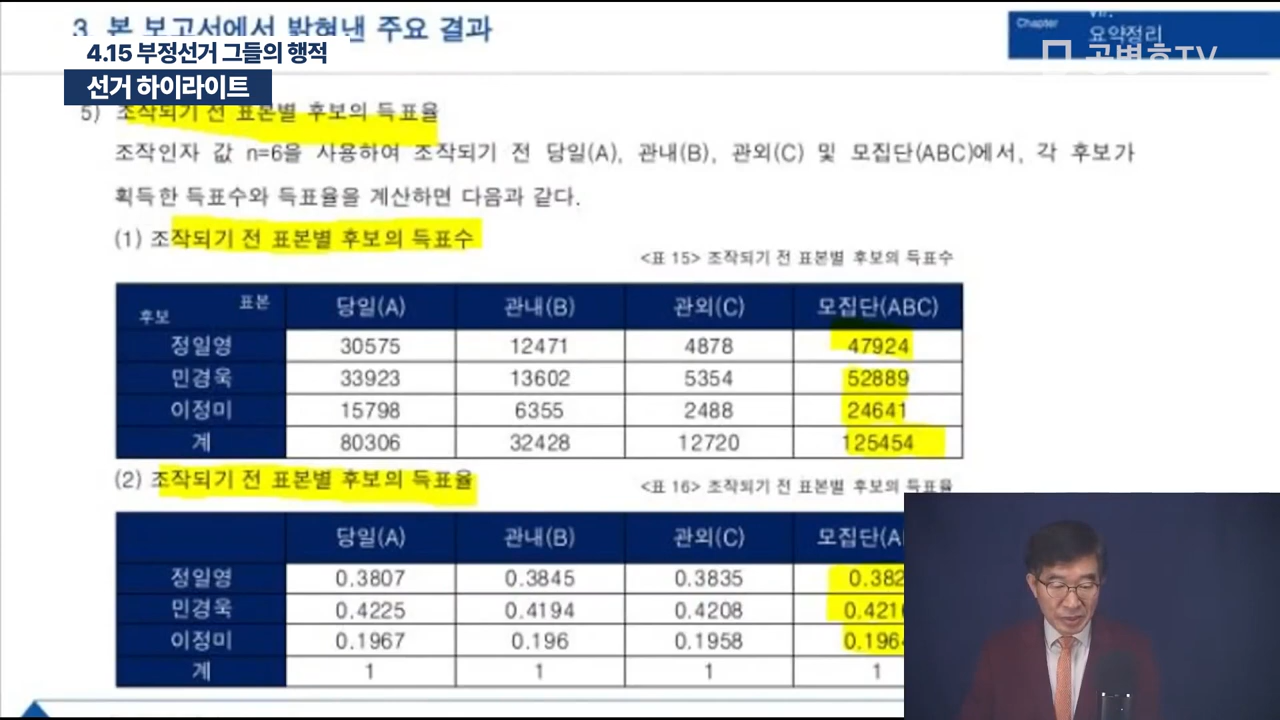 3. 본 보고서에서 밝혀낸 주요 결과
Chapter
VII.
요약정리
공병호TV
4.15 부정선거 그들의 행적
선거 하이라이트
5) 조작되기 전 표본별 후보의 득표율
조작인자 값 n=6을 사용하여 조작되기 전 당일(A), 관내(B), 관외(C) 및 모집단(ABC)에서, 각 후보가
획득한 득표수와 득표율을 계산하면 다음과 같다.
(1) 조작되기 전 표본별 후보의 득표수
<표 15> 조작되기 전 표본별 후보의 득표수
후보 표본 당일(A) 관내(B) 관외(C) 모집단(ABC)
정일영 30575 12471 4878 47924
민경욱 33923 13602 5354 52889
이정미 15798 6355 2488 24641
계 80306 32428 12720 125454
(2) 조작되기 전 표본별 후보의 득표율
<표 16> 조작되기 전 표본별 후보의 득표율
당일(A) 관내(B) 관외(C) 모집단(A
정일영 0.3807 0.3845 0.3835 0.382
민경욱 0.4225 0.4194 0.4208 0.421
이정미 0.1967 0.196 0.1958 0.196
계 1 1 1 1